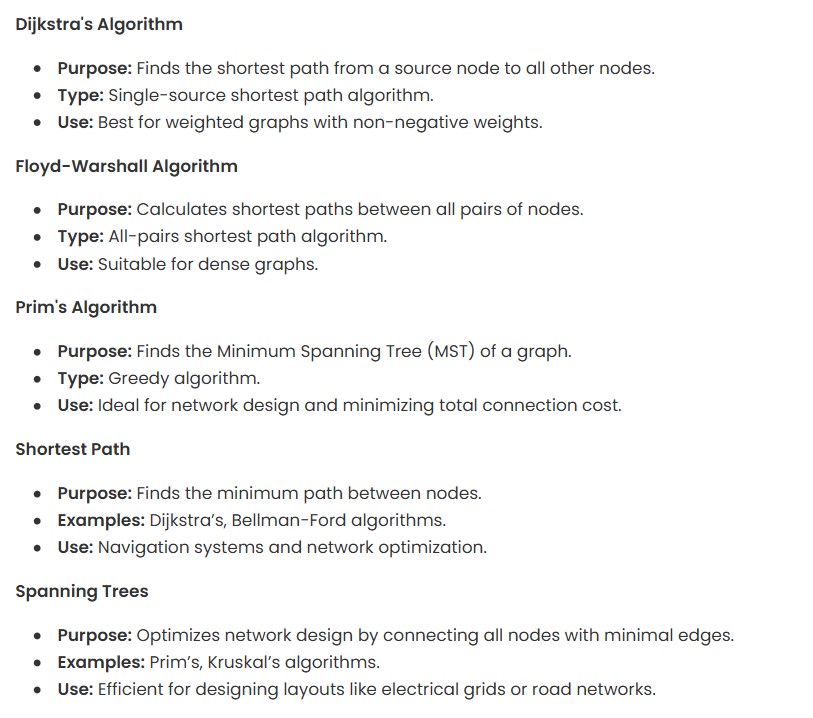 Dijkstra's Algorithm
• Purpose: Finds the shortest path from a source node to all other nodes.
• Type: Single-source shortest path algorithm.
• Use: Best for weighted graphs with non-negative weights.
Floyd-Warshall Algorithm
• Purpose: Calculates shortest paths between all pairs of nodes.
• Type: All-pairs shortest path algorithm.
• Use: Suitable for dense graphs.
Prim's Algorithm
• Purpose: Finds the Minimum Spanning Tree (MST) of a graph.
• Type: Greedy algorithm.
• Use: Ideal for network design and minimizing total connection cost.
Shortest Path
• Purpose: Finds the minimum path between nodes.
• Examples: Dijkstra’s, Bellman-Ford algorithms.
• Use: Navigation systems and network optimization.
Spanning Trees
• Purpose: Optimizes network design by connecting all nodes with minimal edges.
• Examples: Prim’s, Kruskal’s algorithms.
• Use: Efficient for designing layouts like electrical grids or road networks.